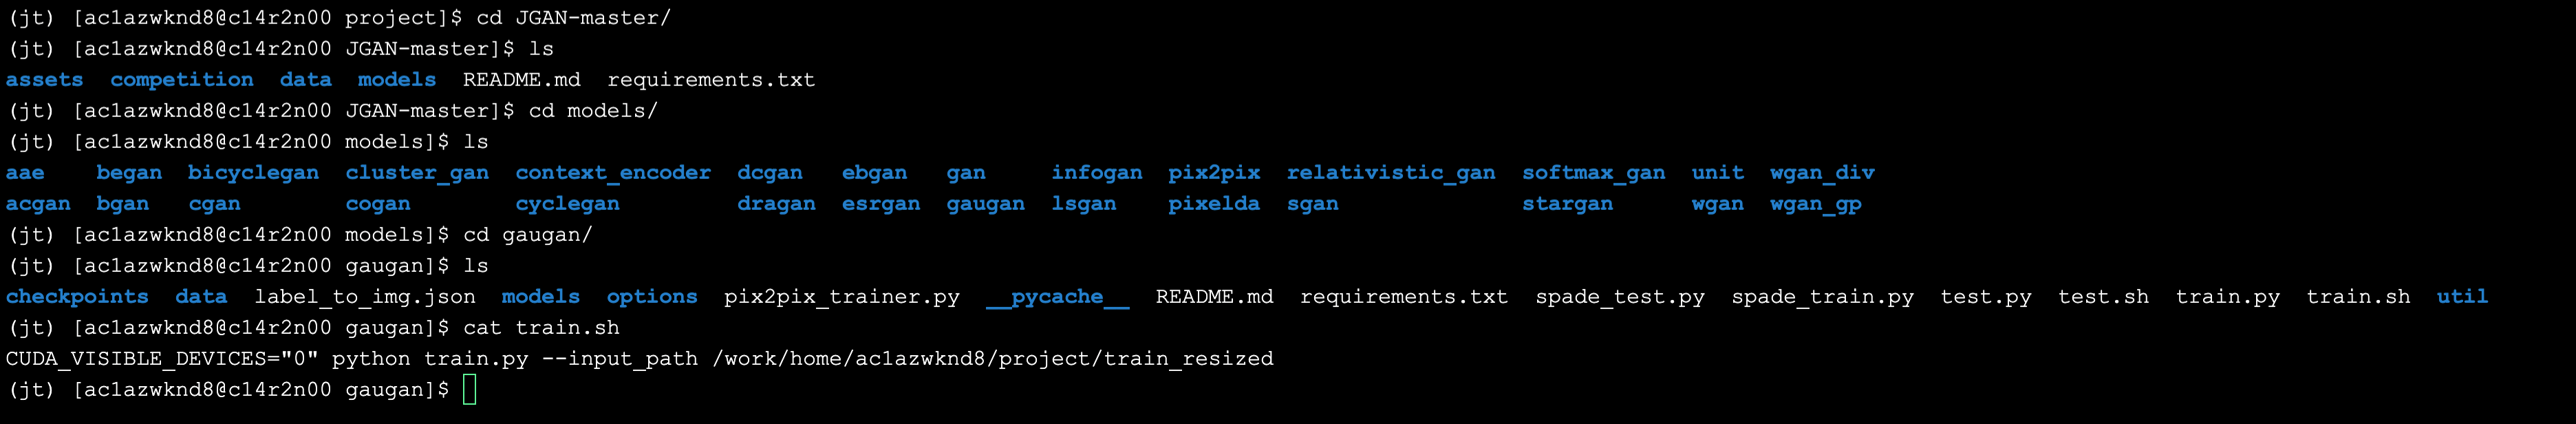 (jt) [ac1azwknd8@c14r2n00 project]$ cd JGAN-master/
(jt) [ac1azwknd8@c14r2n00 JGAN-master]$ ls
assets  competition  data  models  README.md  requirements.txt
(jt) [ac1azwknd8@c14r2n00 JGAN-master]$ cd models/
(jt) [ac1azwknd8@c14r2n00 models]$ ls
aae    began  bicyclegan  cluster_gan  context_encoder  dcgan   ebgan   gan     infogan  pix2pix  relativistic_gan  softmax_gan  unit  wgan_div
acgan  bgan   cgan        cogan        cyclegan         dragan  esrgan  gaugan  lsgan    pixelda  sgan              stargan      wgan  wgan_gp
(jt) [ac1azwknd8@c14r2n00 models]$ cd gaugan/
(jt) [ac1azwknd8@c14r2n00 gaugan]$ ls
checkpoints  data  label_to_img.json  models  options  pix2pix_trainer.py  __pycache__  README.md  requirements.txt  spade_test.py  spade_train.py  test.py  test.sh  train.py  train.sh  util
(jt) [ac1azwknd8@c14r2n00 gaugan]$ cat train.sh
CUDA_VISIBLE_DEVICES="0" python train.py --input_path /work/home/ac1azwknd8/project/train_resized
(jt) [ac1azwknd8@c14r2n00 gaugan]$